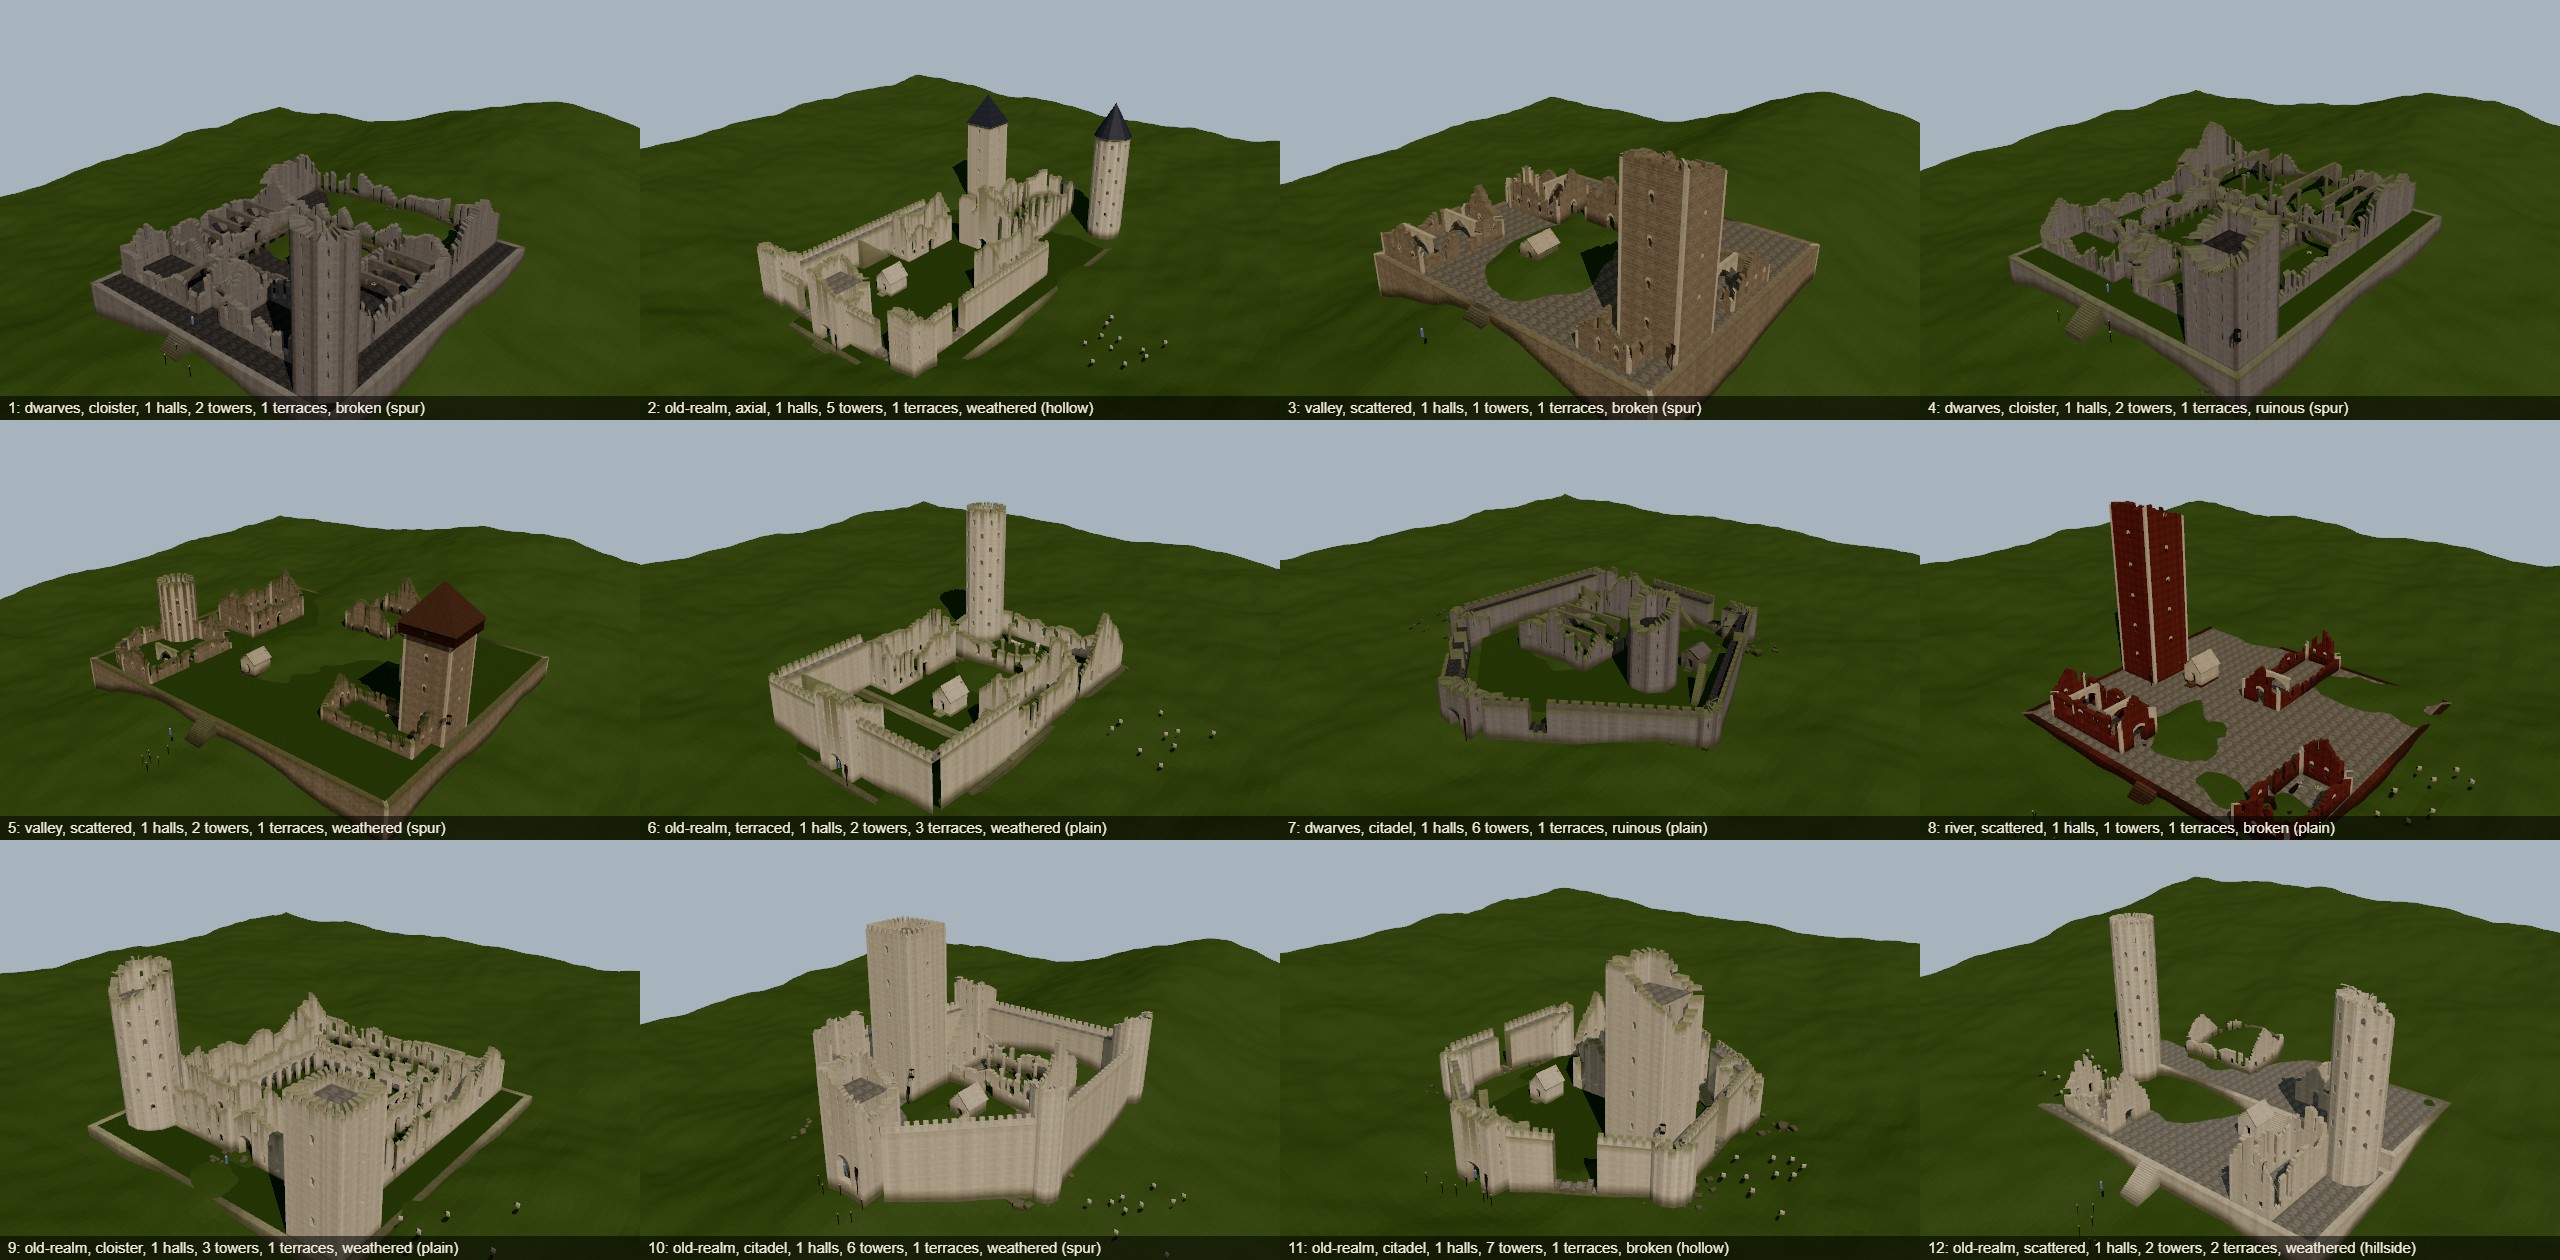 1: dwarves, cloister, 1 halls, 2 towers, 1 terraces, broken (spur)
2: old-realm, axial, 1 halls, 5 towers, 1 terraces, weathered (hollow)
3: valley, scattered, 1 halls, 1 towers, 1 terraces, broken (spur)
4: dwarves, cloister, 1 halls, 2 towers, 1 terraces, ruinous (spur)
5: valley, scattered, 1 halls, 2 towers, 1 terraces, weathered (spur)
6: old-realm, terraced, 1 halls, 2 towers, 3 terraces, weathered (plain)
7: dwarves, citadel, 1 halls, 6 towers, 1 terraces, ruinous (plain)
8: river, scattered, 1 halls, 1 towers, 1 terraces, broken (plain)
9: old-realm, cloister, 1 halls, 3 towers, 1 terraces, weathered (plain)
10: old-realm, citadel, 1 halls, 6 towers, 1 terraces, weathered (spur)
11: old-realm, citadel, 1 halls, 7 towers, 1 terraces, broken (hollow)
12: old-realm, scattered, 1 halls, 2 towers, 2 terraces, weathered (hillside)